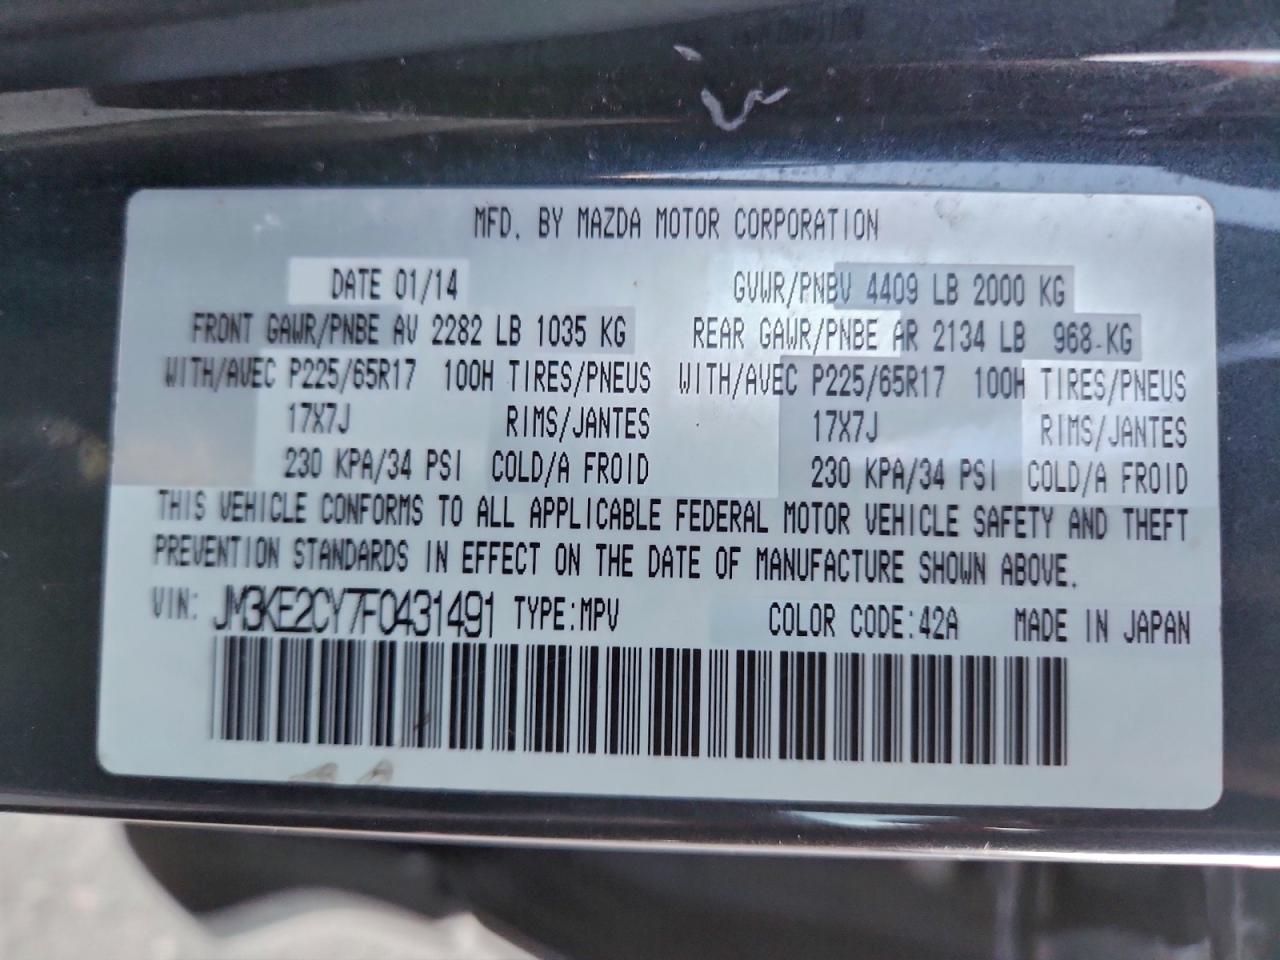 MFD. BY MAZDA MOTOR CORPORATION
DATE 01/14 GVWR/PNBV 4409 LB 2000 KG
FRONT GAWR/PNBE AV 2282 LB 1035 KG REAR GAWR/PNBE AR 2134 LB 968 KG
WITH/AVEC P225/65R17 100H TIRES/PNEUS WITH/AVEC P225/65R17 100H TIRES/PNEUS
17X7J RIMS/JANTES 17X7J RIMS/JANTES
230 KPA/34 PSI COLD/A FROID 230 KPA/34 PSI COLD/A FROID
THIS VEHICLE CONFORMS TO ALL APPLICABLE FEDERAL MOTOR VEHICLE SAFETY AND THEFT
PREVENTION STANDARDS IN EFFECT ON THE DATE OF MANUFACTURE SHOWN ABOVE.
VIN: JM3KE2CY7F0431491 TYPE:MPV COLOR CODE:42A MADE IN JAPAN